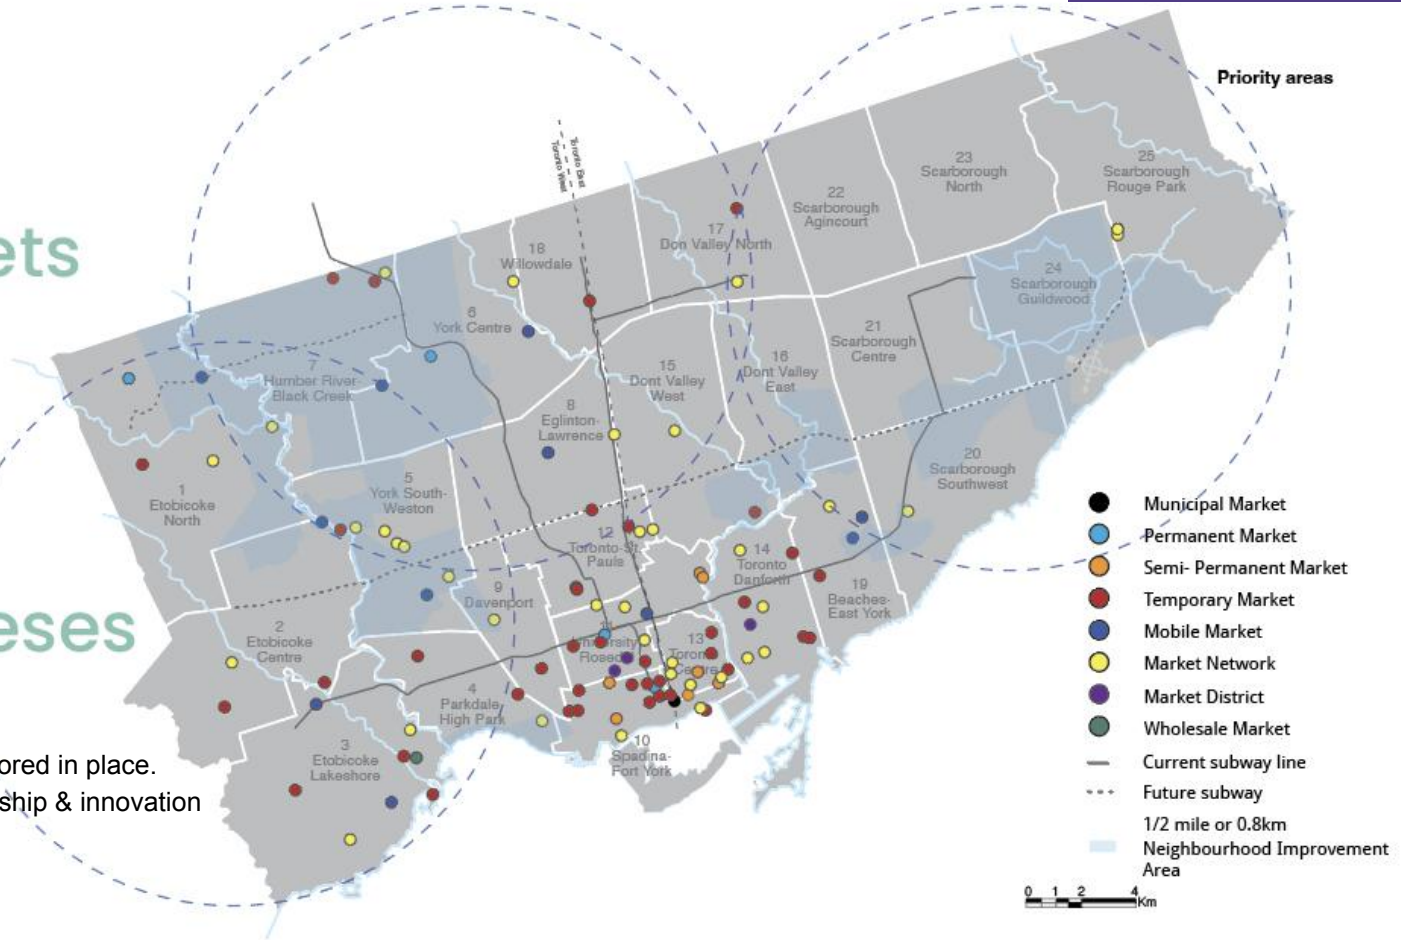 Priority areas
Toronto East
Toronto West
ets
eses
ored in place.
ship & innovation
23
Scarborough
North
25
Scarborough
Rouge Park
22
Scarborough
Agincourt
17
Don Valley North
18
Willowdale
24
Scarborough
Guildwood
6
York Centre
21
Scarborough
Centre
7
Humber River-
Black Creek
15
Dont Valley
West
16
Dont Valley
East
8
Eglinton-
Lawrence
20
Scarborough
Southwest
1
Etobicoke
North
5
York South-
Weston
12
Toronto-St.
Pauls
14
Toronto
Danforth
9
Davenport
19
Beaches-
East York
2
Etobicoke
Centre
11
13
4
Parkdale
High Park
3
Etobicoke
Lakeshore
10
Spadina-
Fort York
Municipal Market
Permanent Market
Semi- Permanent Market
Temporary Market
Mobile Market
Market Network
Market District
Wholesale Market
Current subway line
Future subway
1/2 mile or 0.8km
Neighbourhood Improvement
Area
0 1 2 4
Km